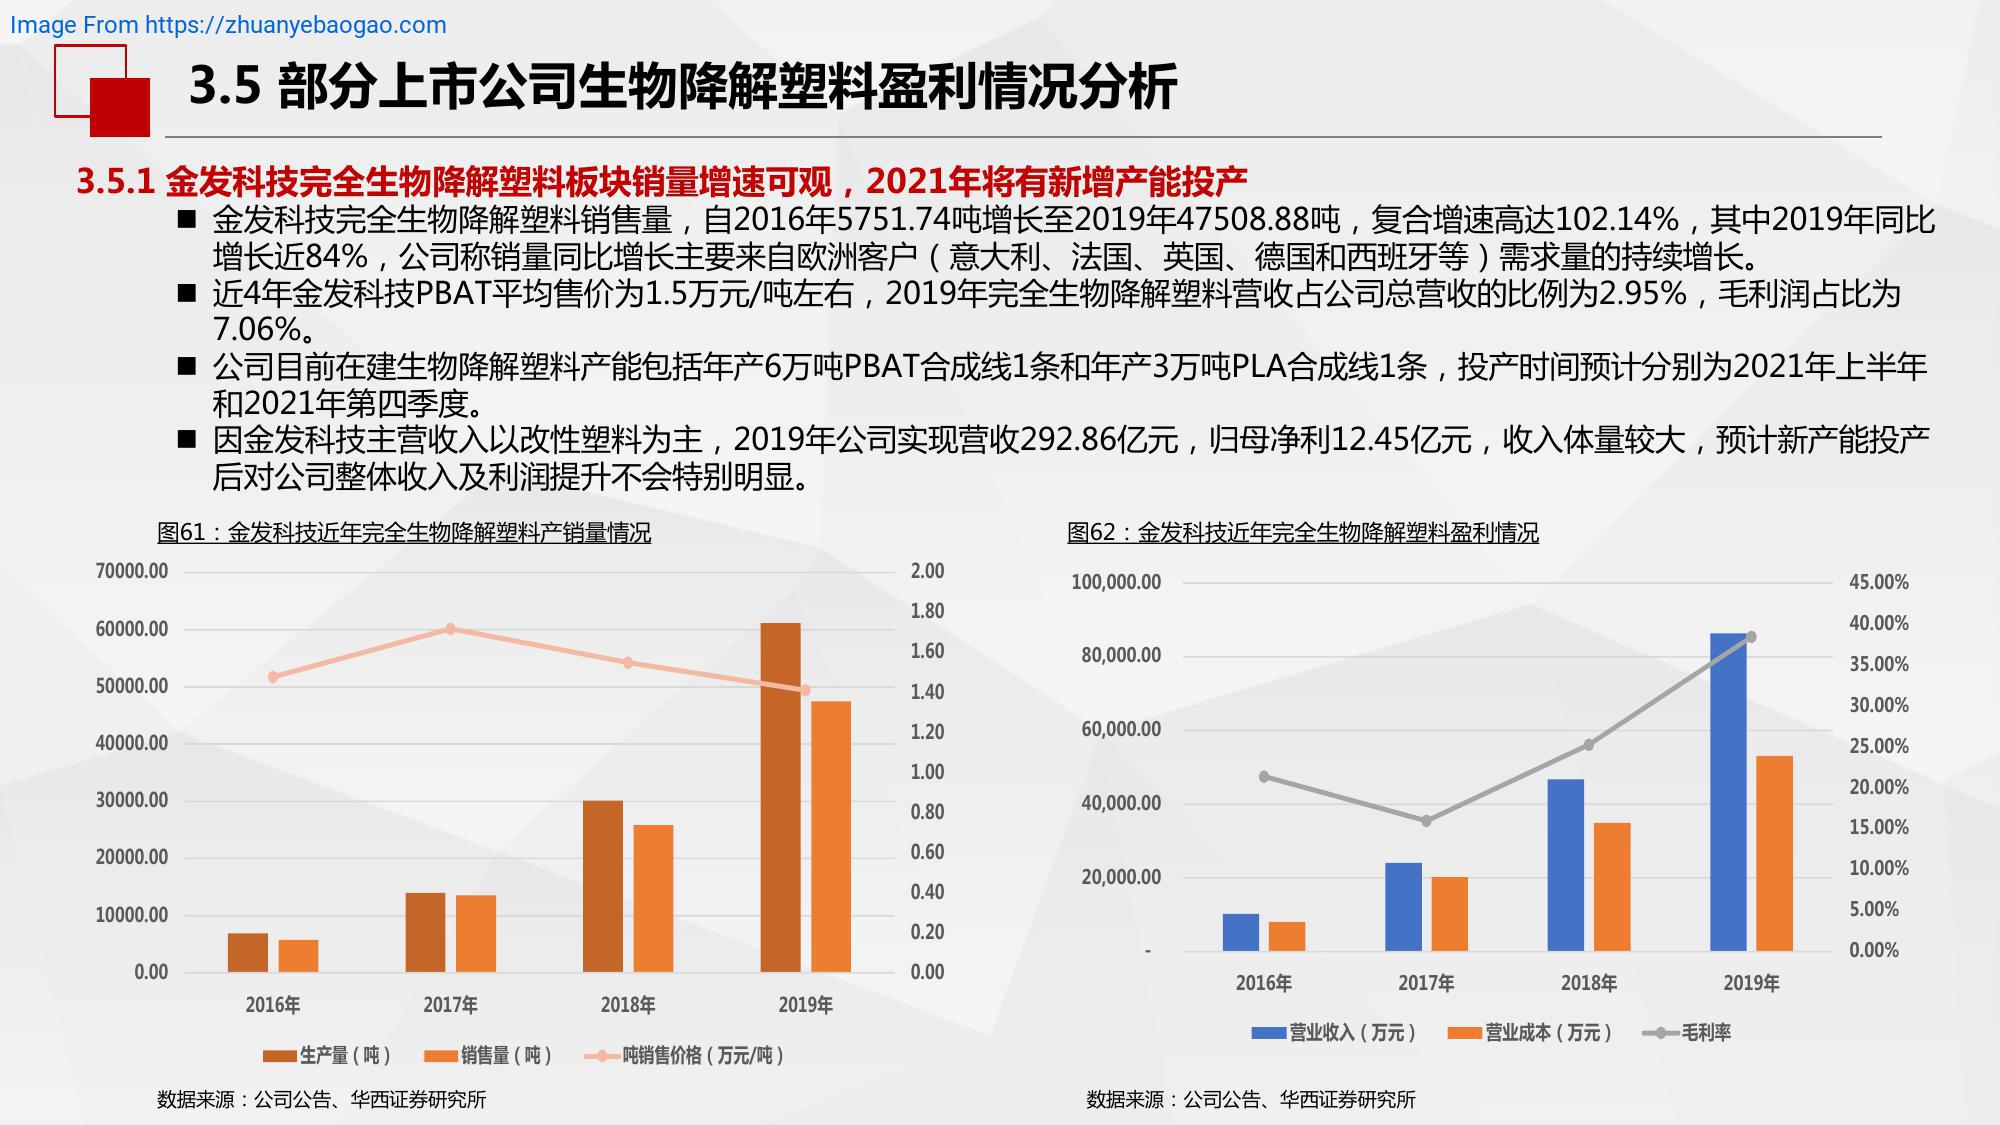 Image From https://zhuanyebaogao.com
3.5 部分上市公司生物降解塑料盈利情况分析
3.5.1 金发科技完全生物降解塑料板块销量增速可观，2021年将有新增产能投产
■ 金发科技完全生物降解塑料销售量，自2016年5751.74吨增长至2019年47508.88吨，复合增速高达102.14%，其中2019年同比
增长近84%，公司称销量同比增长主要来自欧洲客户（意大利、法国、英国、德国和西班牙等）需求量的持续增长。
■ 近4年金发科技PBAT平均售价为1.5万元/吨左右，2019年完全生物降解塑料营收占公司总营收的比例为2.95%，毛利润占比为
7.06%。
■ 公司目前在建生物降解塑料产能包括年产6万吨PBAT合成线1条和年产3万吨PLA合成线1条，投产时间预计分别为2021年上半年
和2021年第四季度。
■ 因金发科技主营收入以改性塑料为主，2019年公司实现营收292.86亿元，归母净利12.45亿元，收入体量较大，预计新产能投产
后对公司整体收入及利润提升不会特别明显。
图61：金发科技近年完全生物降解塑料产销量情况
70000.00
60000.00
50000.00
40000.00
30000.00
20000.00
10000.00
0.00
2.00
1.80
1.60
1.40
1.20
1.00
0.80
0.60
0.40
0.20
0.00
2016年 2017年 2018年 2019年
生产量（吨） 销售量（吨） 吨销售价格（万元/吨）
数据来源：公司公告、华西证券研究所
图62：金发科技近年完全生物降解塑料盈利情况
100,000.00
80,000.00
60,000.00
40,000.00
20,000.00
-
45.00%
40.00%
35.00%
30.00%
25.00%
20.00%
15.00%
10.00%
5.00%
0.00%
2016年 2017年 2018年 2019年
营业收入（万元） 营业成本（万元） 毛利率
数据来源：公司公告、华西证券研究所